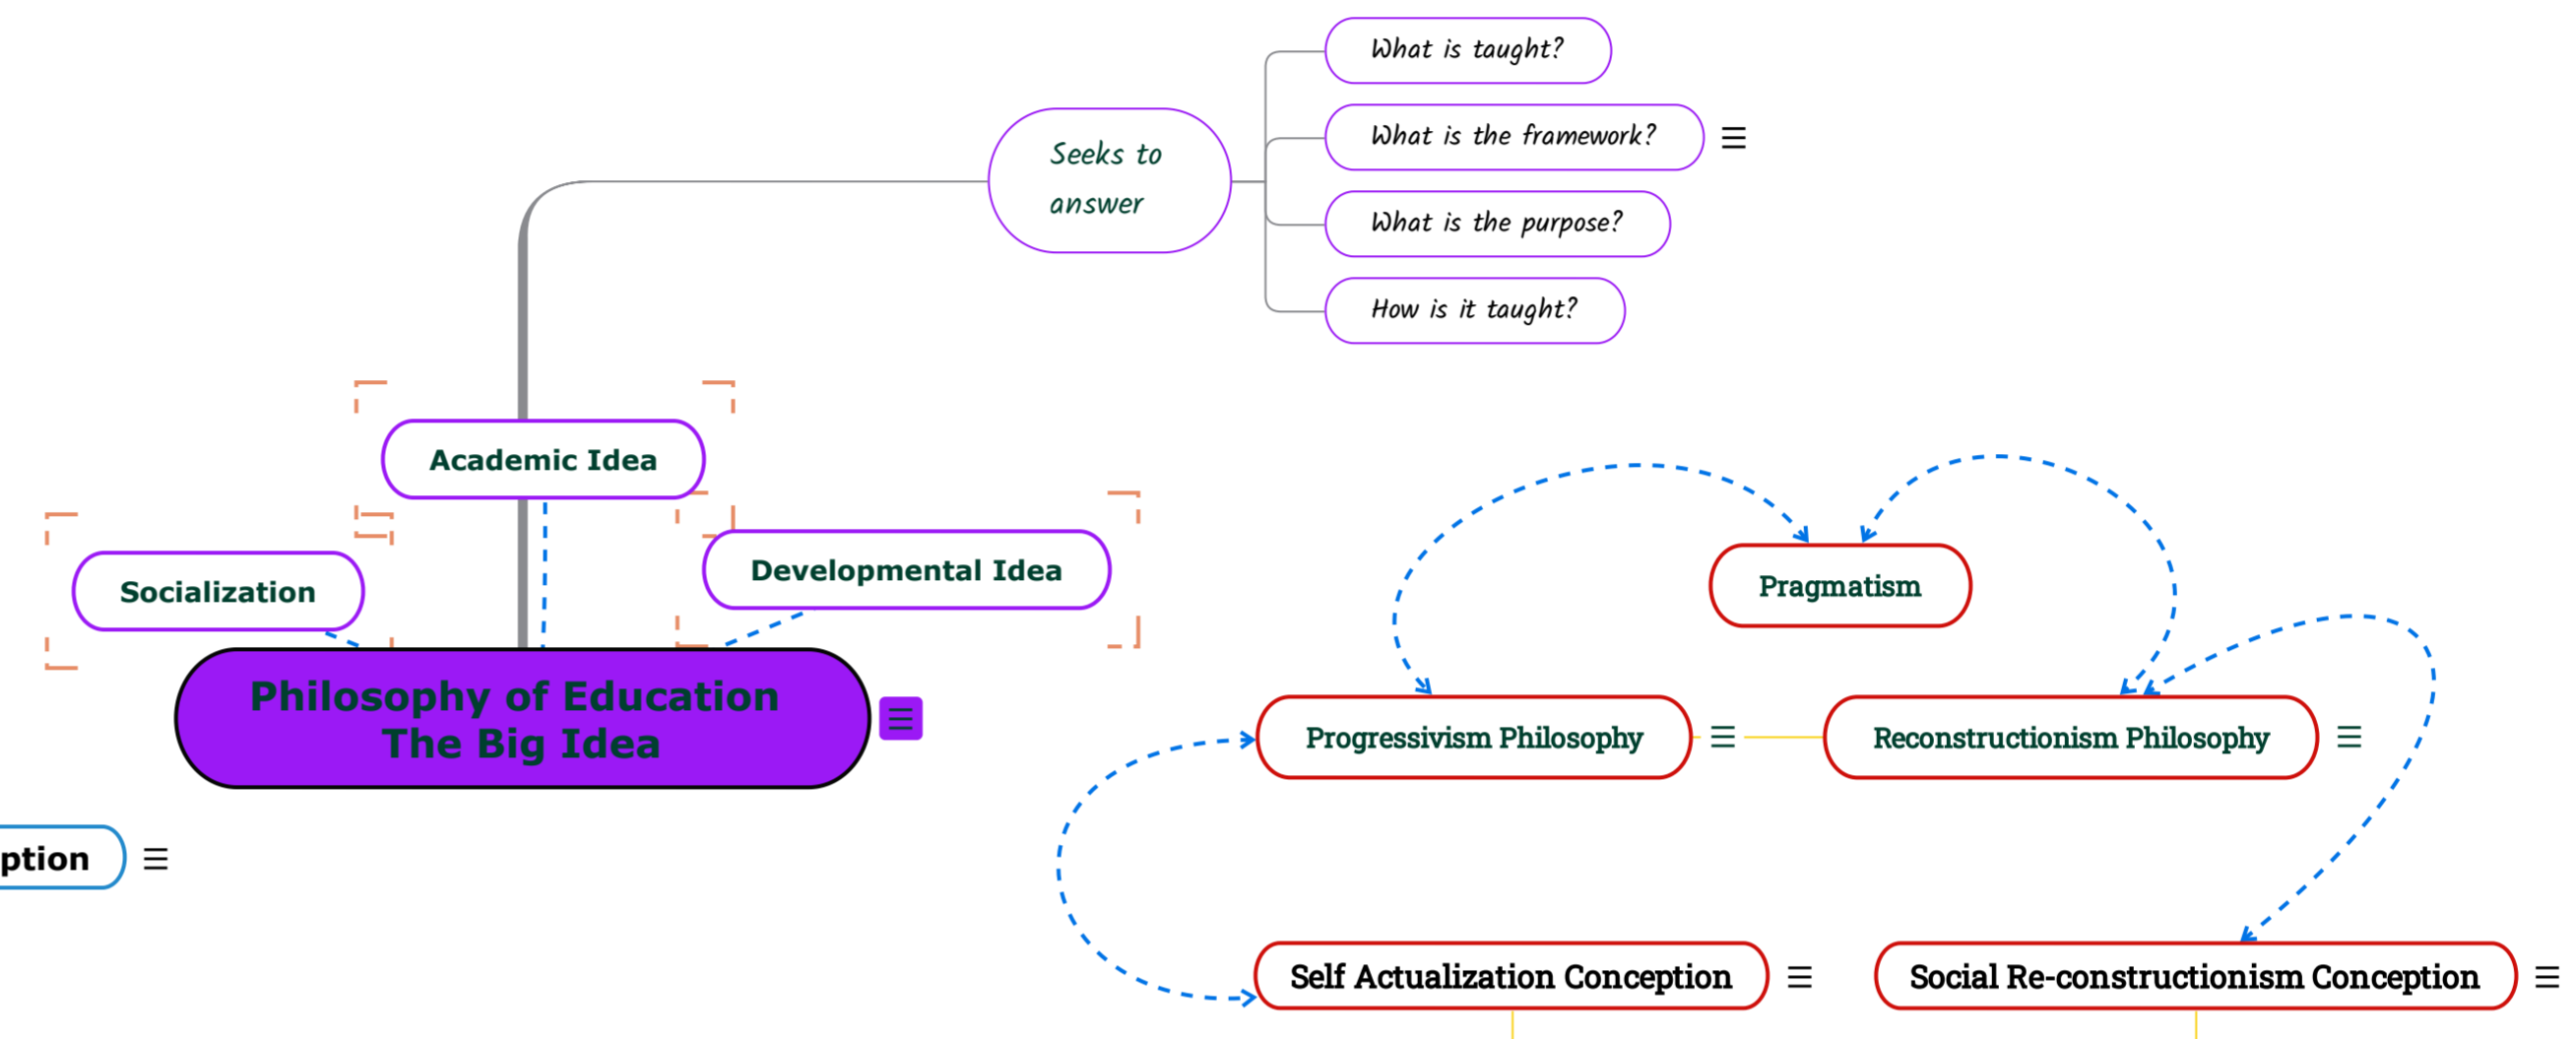 What is taught?
What is the framework?
Seeks to
answer
What is the purpose?
How is it taught?
Academic Idea
Developmental Idea
Socialization
Pragmatism
Philosophy of Education
The Big Idea
Progressivism Philosophy
Reconstructionism Philosophy
ption
Self Actualization Conception
Social Re-constructionism Conception